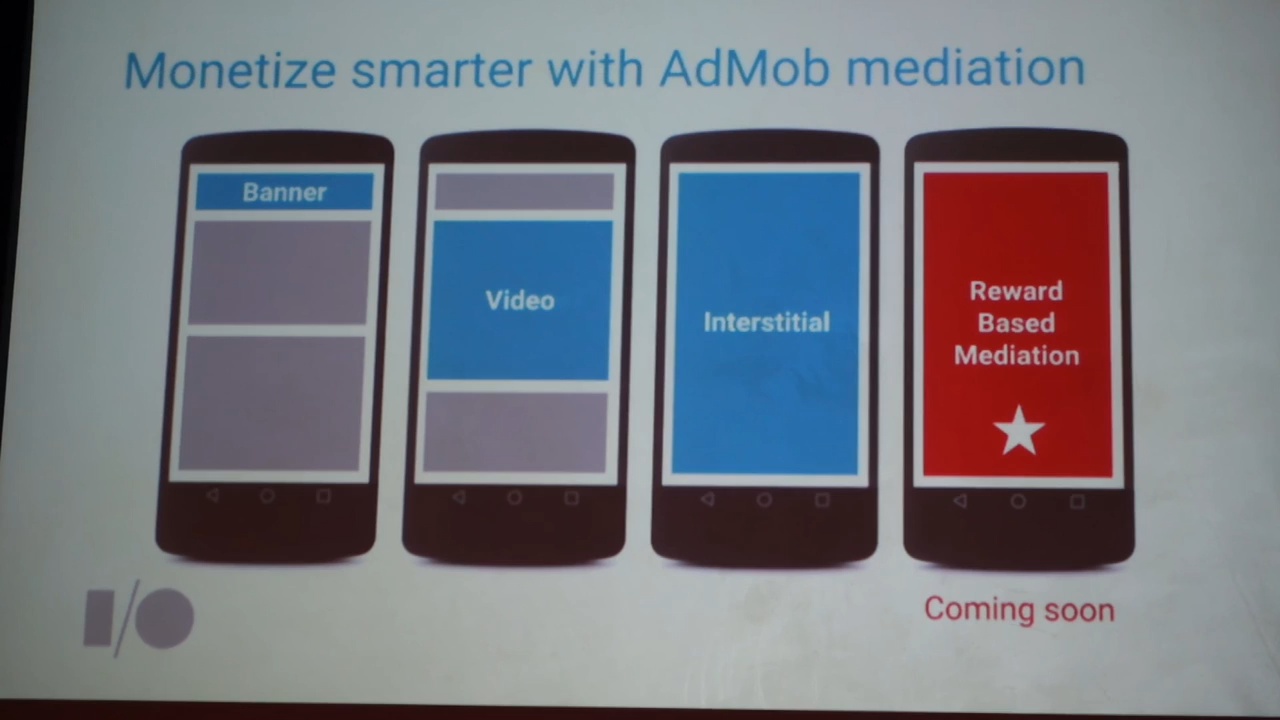 Monetize smarter with AdMob mediation
Banner
Video
Interstitial
Reward
Based
Mediation
Coming soon
I/O